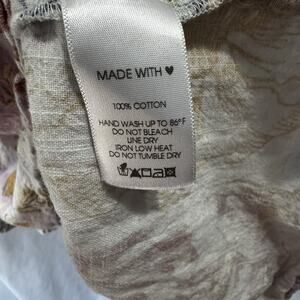 MADE WITH ♥
100% COTTON
HAND WASH UP TO 86°F
DO NOT BLEACH
LINE DRY
IRON LOW HEAT
DO NOT TUMBLE DRY